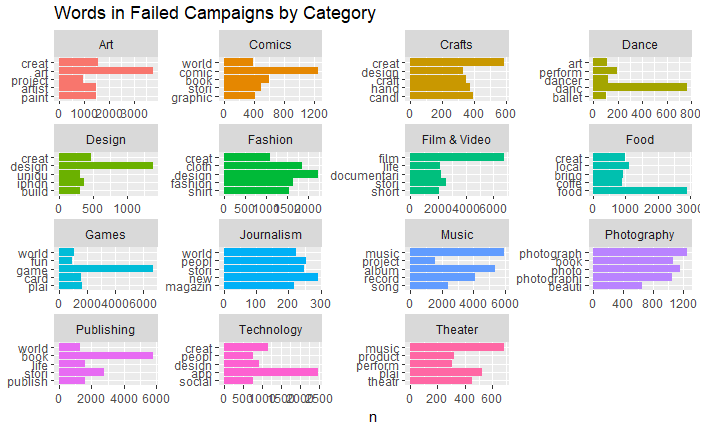 Words in Failed Campaigns by Category
Art
creat
art
project
artist
paint
0 1000 2000 3000
Comics
world
comic
book
stori
graphic
0 400 800 1200
Crafts
creat
design
craft
hand
candl
0 200 400 600
Dance
art
perform
dancer
danc
ballet
0 200 400 600 800
Design
creat
design
uniqu
iphon
build
0 500 1000
Fashion
creat
cloth
design
fashion
shirt
0 500 1000 1500 2000
Film & Video
film
life
documentari
stori
short
0 2000 4000 6000
Food
creat
local
bring
coffe
food
0 1000 2000 3000
Games
world
fun
game
card
plai
0 2000 4000 6000
Journalism
world
peopl
stori
new
magazin
0 100 200 300
Music
music
project
album
record
song
0 2000 4000 6000
Photography
photograph
book
photo
photographi
beauti
0 400 800 1200
Publishing
world
book
life
stori
publish
0 2000 4000 6000
Technology
creat
peopl
design
app
social
0 500 1000 1500 2000 2500
Theater
music
product
perform
plai
theatr
0 200 400 600
n